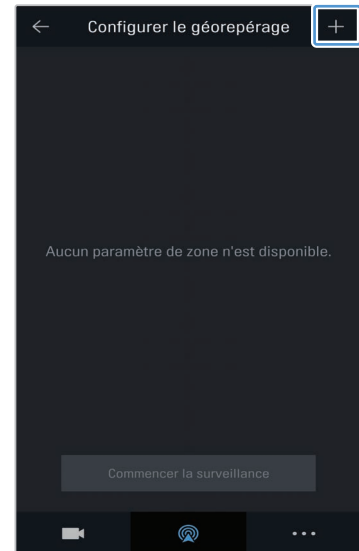 Configurer le géorepérage
Aucun paramètre de zone n'est disponible.
Commencer la surveillance